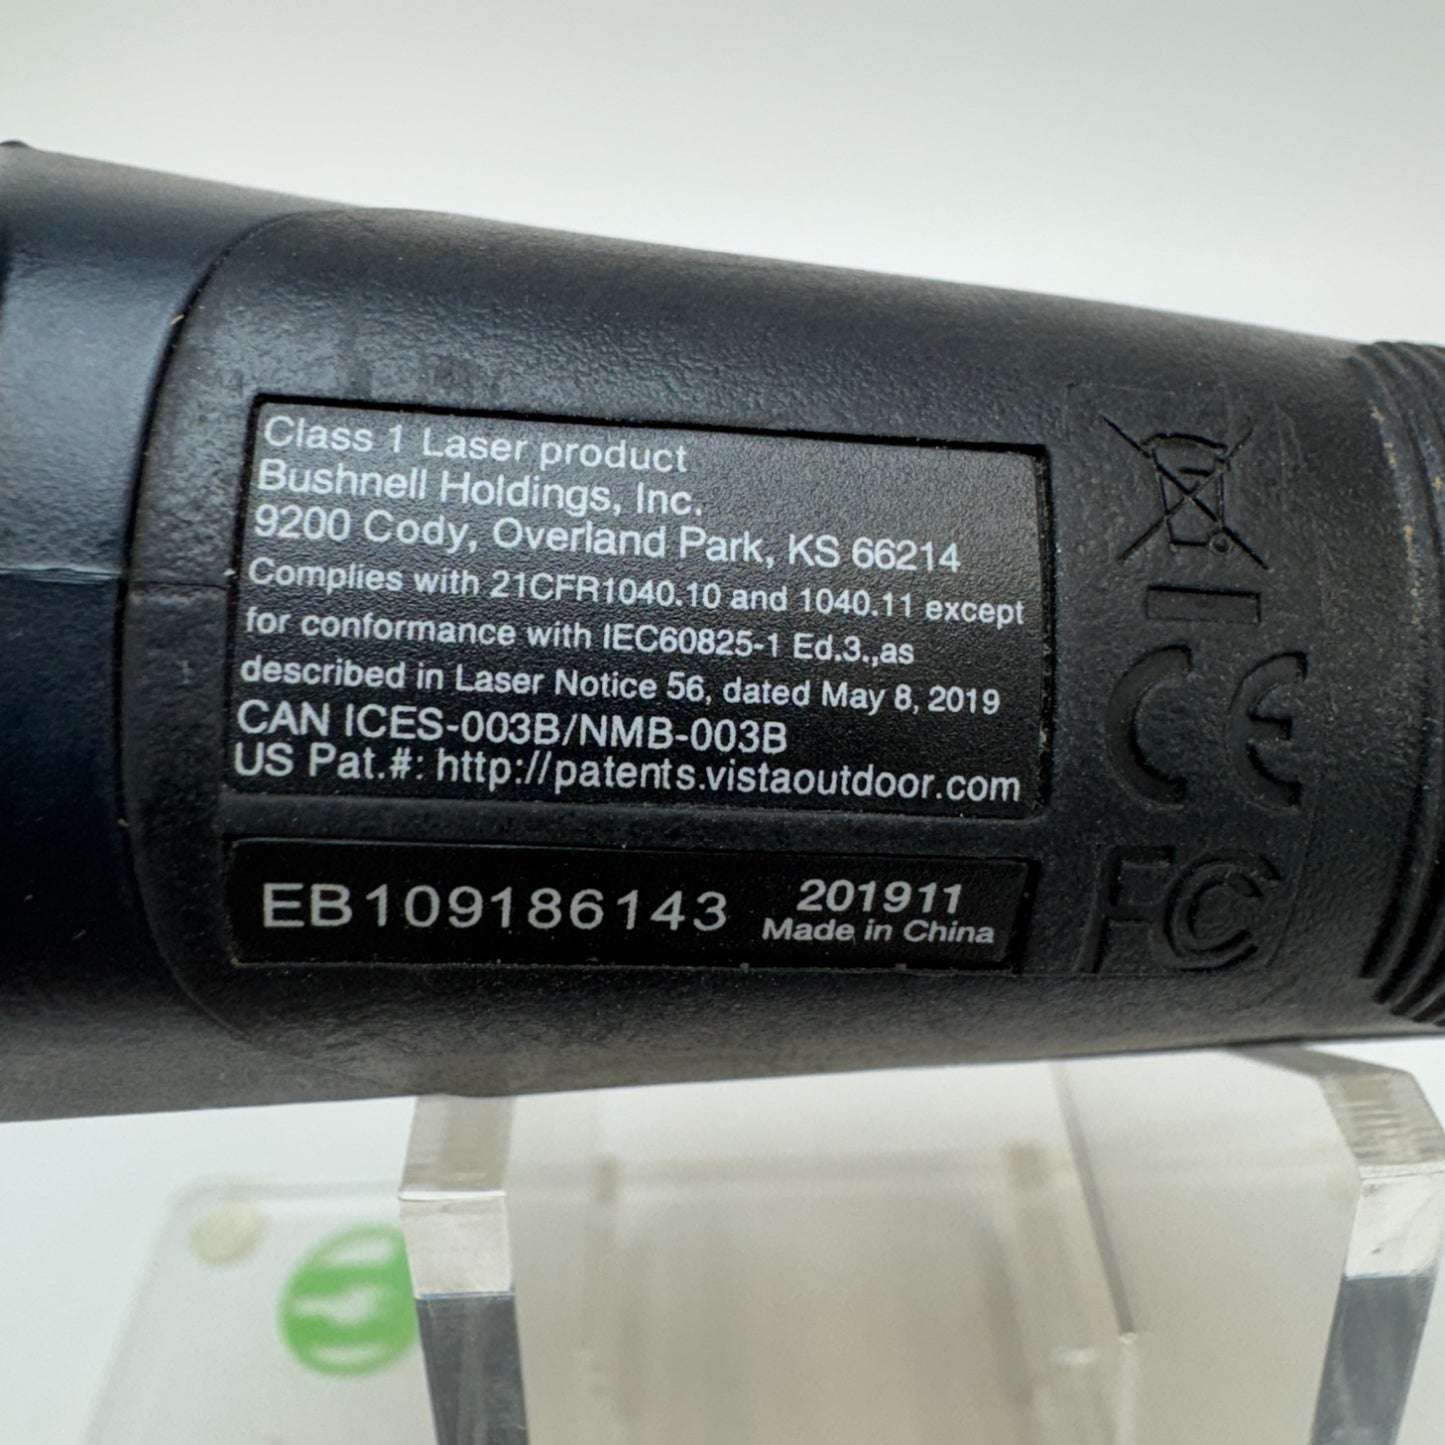 Class 1 Laser product
Bushnell Holdings, Inc.
9200 Cody, Overland Park, KS 66214
Complies with 21CFR1040.10 and 1040.11 except
for conformance with IEC60825-1 Ed.3.,as
described in Laser Notice 56, dated May 8, 2019
CAN ICES-003B/NMB-003B
US Pat.#: http://patents.vistaoutdoor.com
EB109186143
201911
Made in China
CE
FC